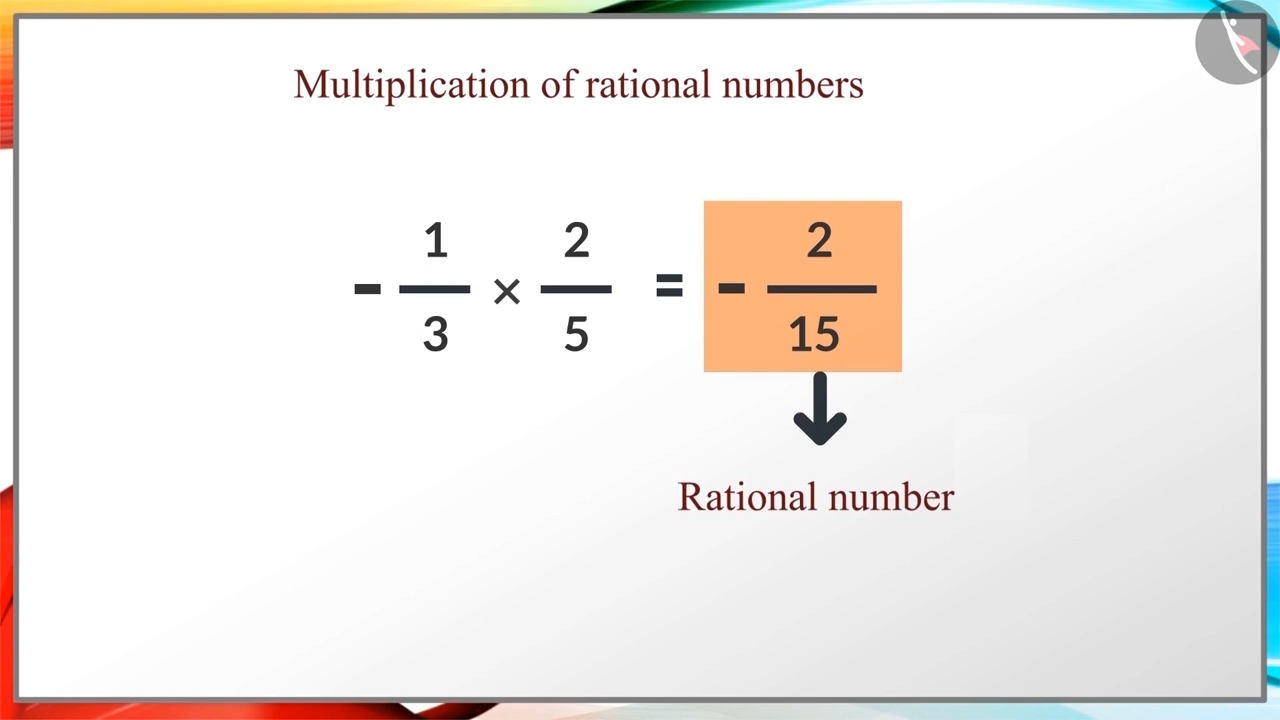 Multiplication of rational numbers
- 1/3 × 2/5 = - 2/15
Rational number